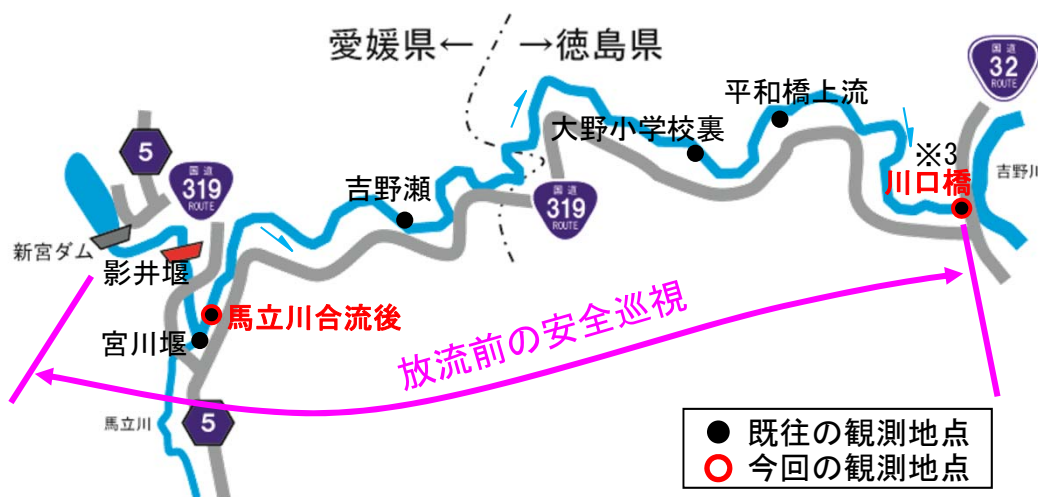 愛媛県← →徳島県
国道
32
ROUTE
平和橋上流
大野小学校裏
※3
川口橋
吉野川
5
国道
319
ROUTE
吉野瀬
国道
319
ROUTE
新宮ダム
影井堰
馬立川合流後
宮川堰
放流前の安全巡視
馬立川
5
● 既往の観測地点
○ 今回の観測地点